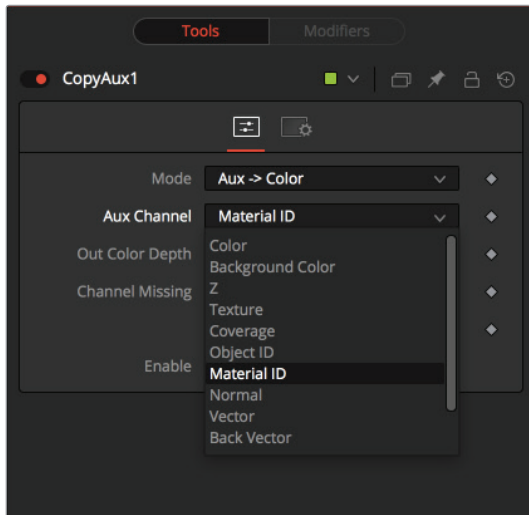 Tools Modifiers
CopyAux1
Mode Aux -> Color
Aux Channel Material ID
Out Color Depth
Channel Missing
Enable
Color
Background Color
Z
Texture
Coverage
Object ID
Material ID
Normal
Vector
Back Vector